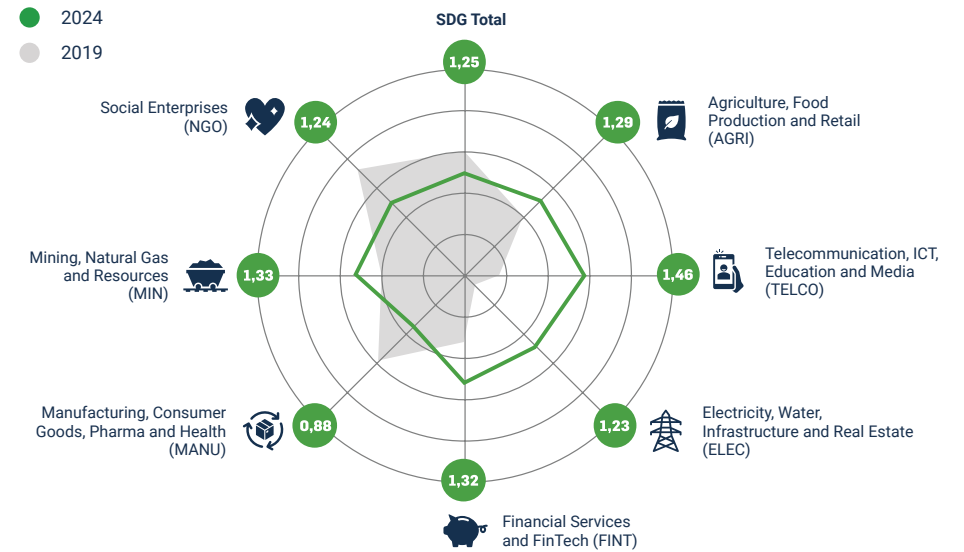 2024
2019
SDG Total
1,25
Social Enterprises
(NGO)
1,24
1,29
Agriculture, Food
Production and Retail
(AGRI)
Mining, Natural Gas
and Resources
(MIN)
1,33
1,46
Telecommunication, ICT,
Education and Media
(TELCO)
Manufacturing, Consumer
Goods, Pharma and Health
(MANU)
0,88
1,23
Electricity, Water,
Infrastructure and Real Estate
(ELEC)
1,32
Financial Services
and FinTech (FINT)